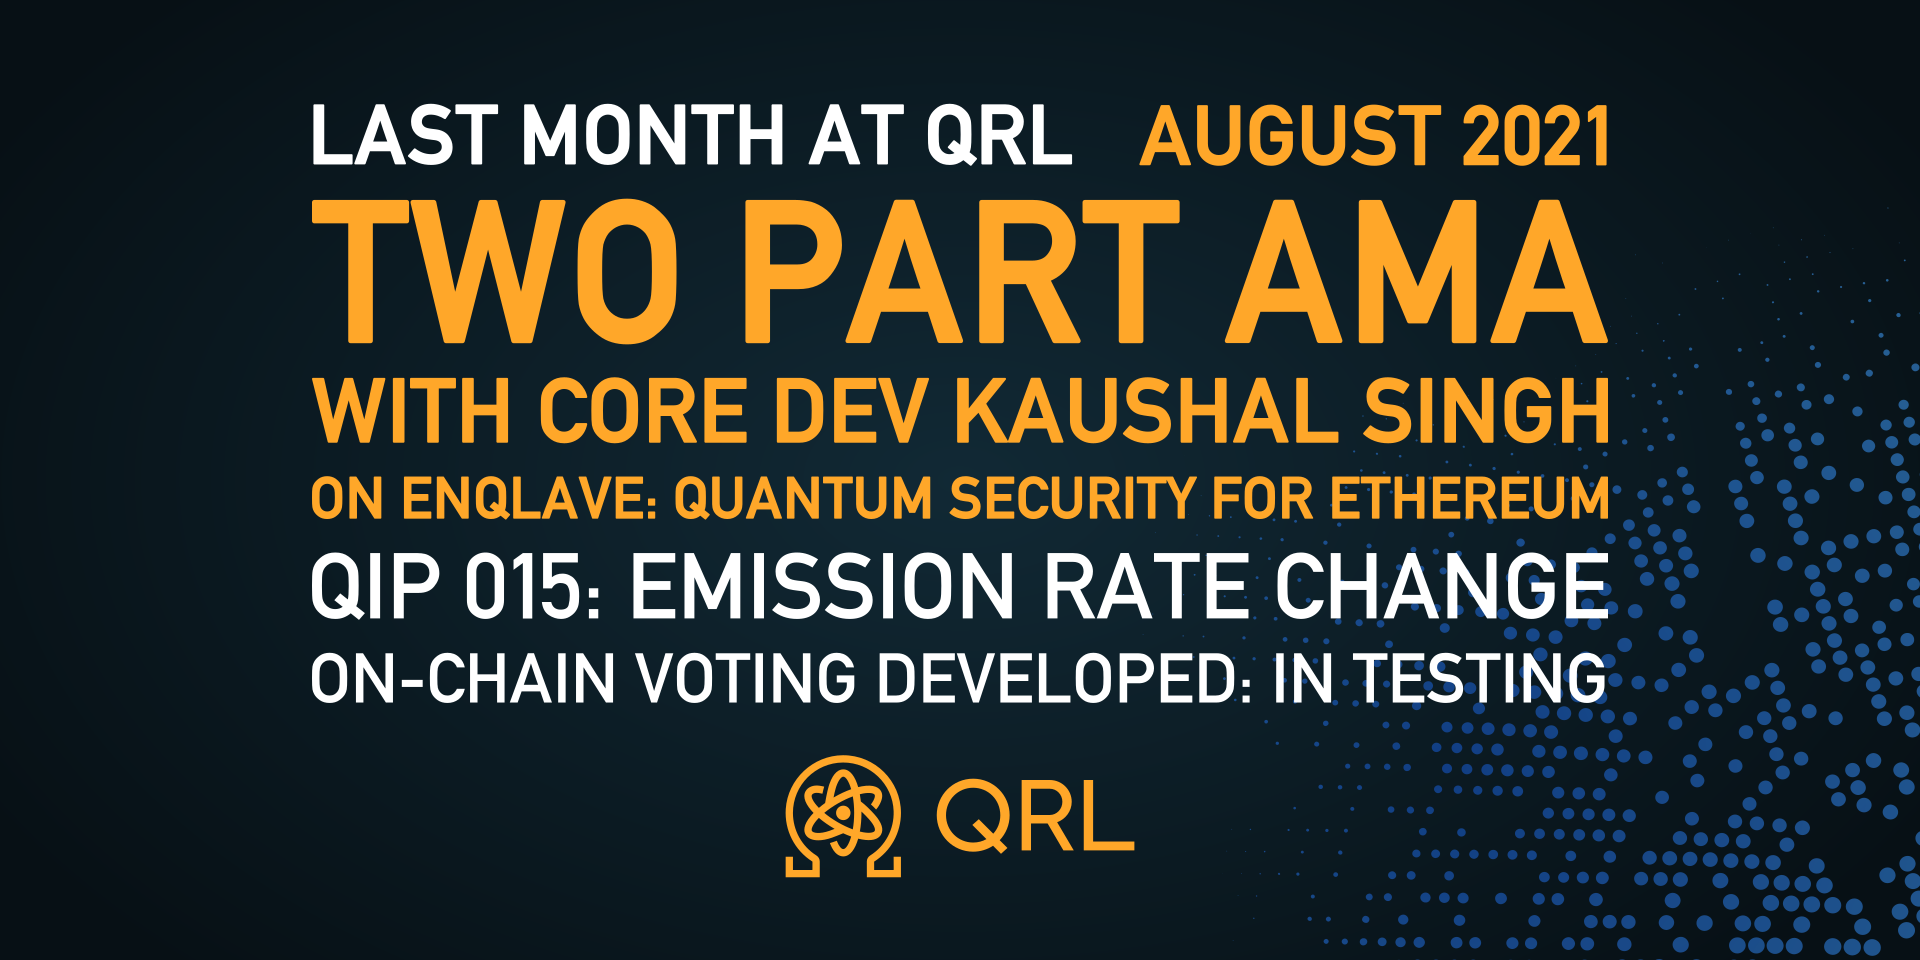 LAST MONTH AT QRL AUGUST 2021
TWO PART AMA
WITH CORE DEV KAUSHAL SINGH
ON ENQLAVE: QUANTUM SECURITY FOR ETHEREUM
QIP 015: EMISSION RATE CHANGE
ON-CHAIN VOTING DEVELOPED: IN TESTING
QRL